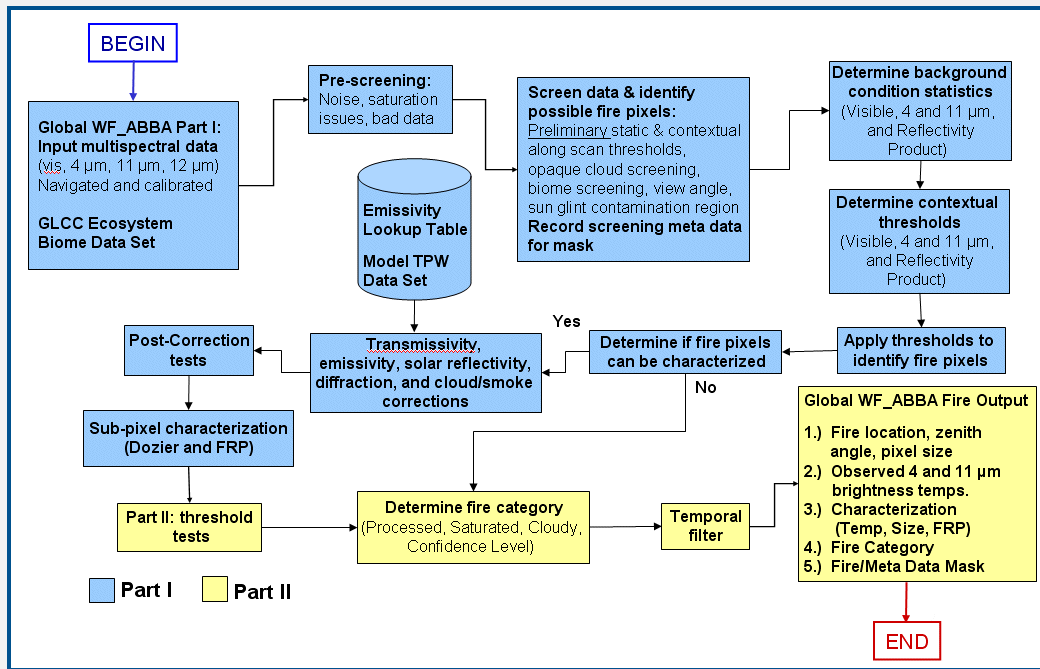 BEGIN
Global WF_ABBA Part I:
Input multispectral data
(vis, 4 µm, 11 µm, 12 µm)
Navigated and calibrated
GLCC Ecosystem
Biome Data Set
Pre-screening:
Noise, saturation
issues, bad data
Screen data & identify
possible fire pixels:
Preliminary static & contextual
along scan thresholds,
opaque cloud screening,
biome screening, view angle,
sun glint contamination region
Record screening meta data
for mask
Determine background
condition statistics
(Visible, 4 and 11 µm,
and Reflectivity
Product)
Determine contextual
thresholds
(Visible, 4 and 11 µm,
and Reflectivity
Product)
Apply thresholds to
identify fire pixels
Determine if fire pixels
can be characterized
Yes
No
Emissivity
Lookup Table
Model TPW
Data Set
Transmissivity,
emissivity, solar reflectivity,
diffraction, and cloud/smoke
corrections
Post-Correction
tests
Sub-pixel characterization
(Dozier and FRP)
Part II: threshold
tests
Determine fire category
(Processed, Saturated, Cloudy,
Confidence Level)
Temporal
filter
Global WF_ABBA Fire Output
1.) Fire location, zenith
angle, pixel size
2.) Observed 4 and 11 µm
brightness temps.
3.) Characterization
(Temp, Size, FRP)
4.) Fire Category
5.) Fire/Meta Data Mask
END
Part I
Part II